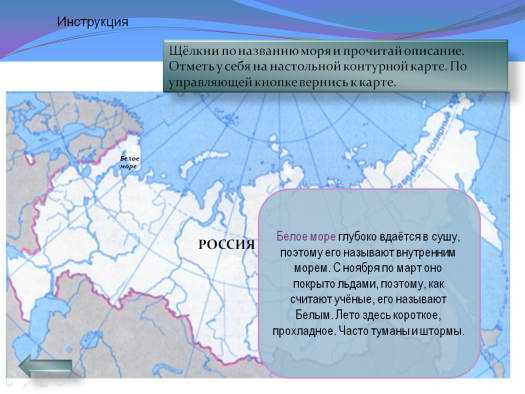 Инструкция
Щёлкни по названию моря и прочитай описание.
Отметь у себя на настольной контурной карте. По
управляющей кнопке вернись к карте.
Белое
море
РОССИЯ
Белое море глубоко вдаётся в сушу,
поэтому его называют внутренним
морем. С ноября по март оно
покрыто льдами, поэтому, как
считают учёные, его называют
Белым. Лето здесь короткое,
прохладное. Часто туманы и штормы.